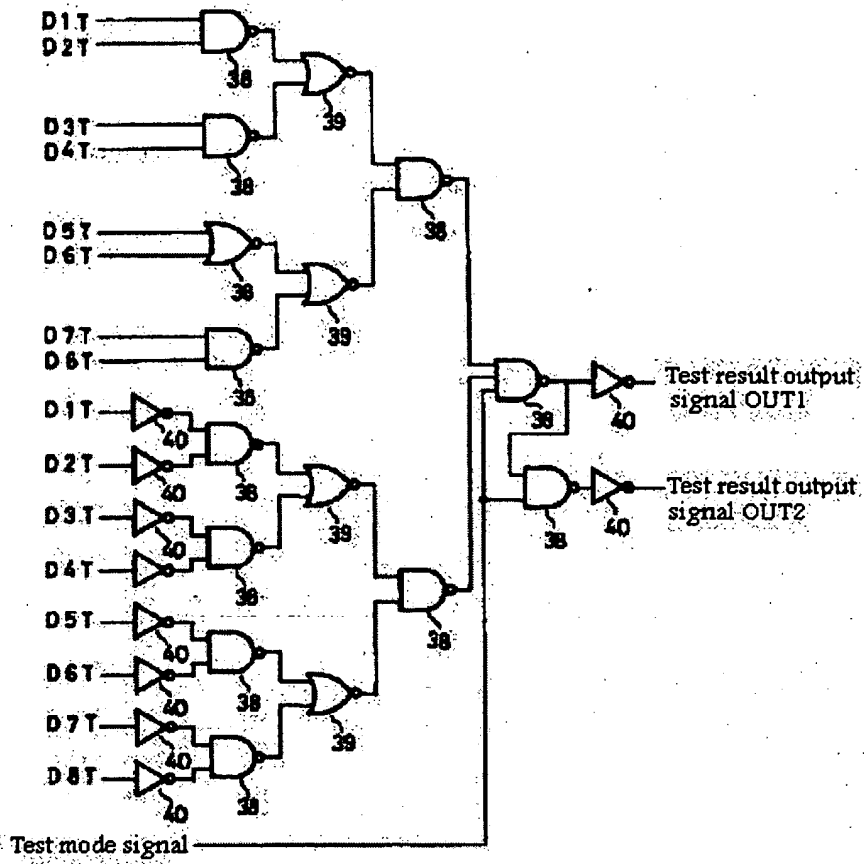 D1T
D2T
38
39
D3T
D4T
38
38
D5T
D6T
38
39
D7T
D6T
38
Test result output
signal OUT1
38
40
D1T
40
38
D2T
40
Test result output
signal OUT2
38
40
D3T
40
39
D4T
38
D5T
40
38
D6T
40
38
D7T
40
39
D8T
40
38
Test mode signal